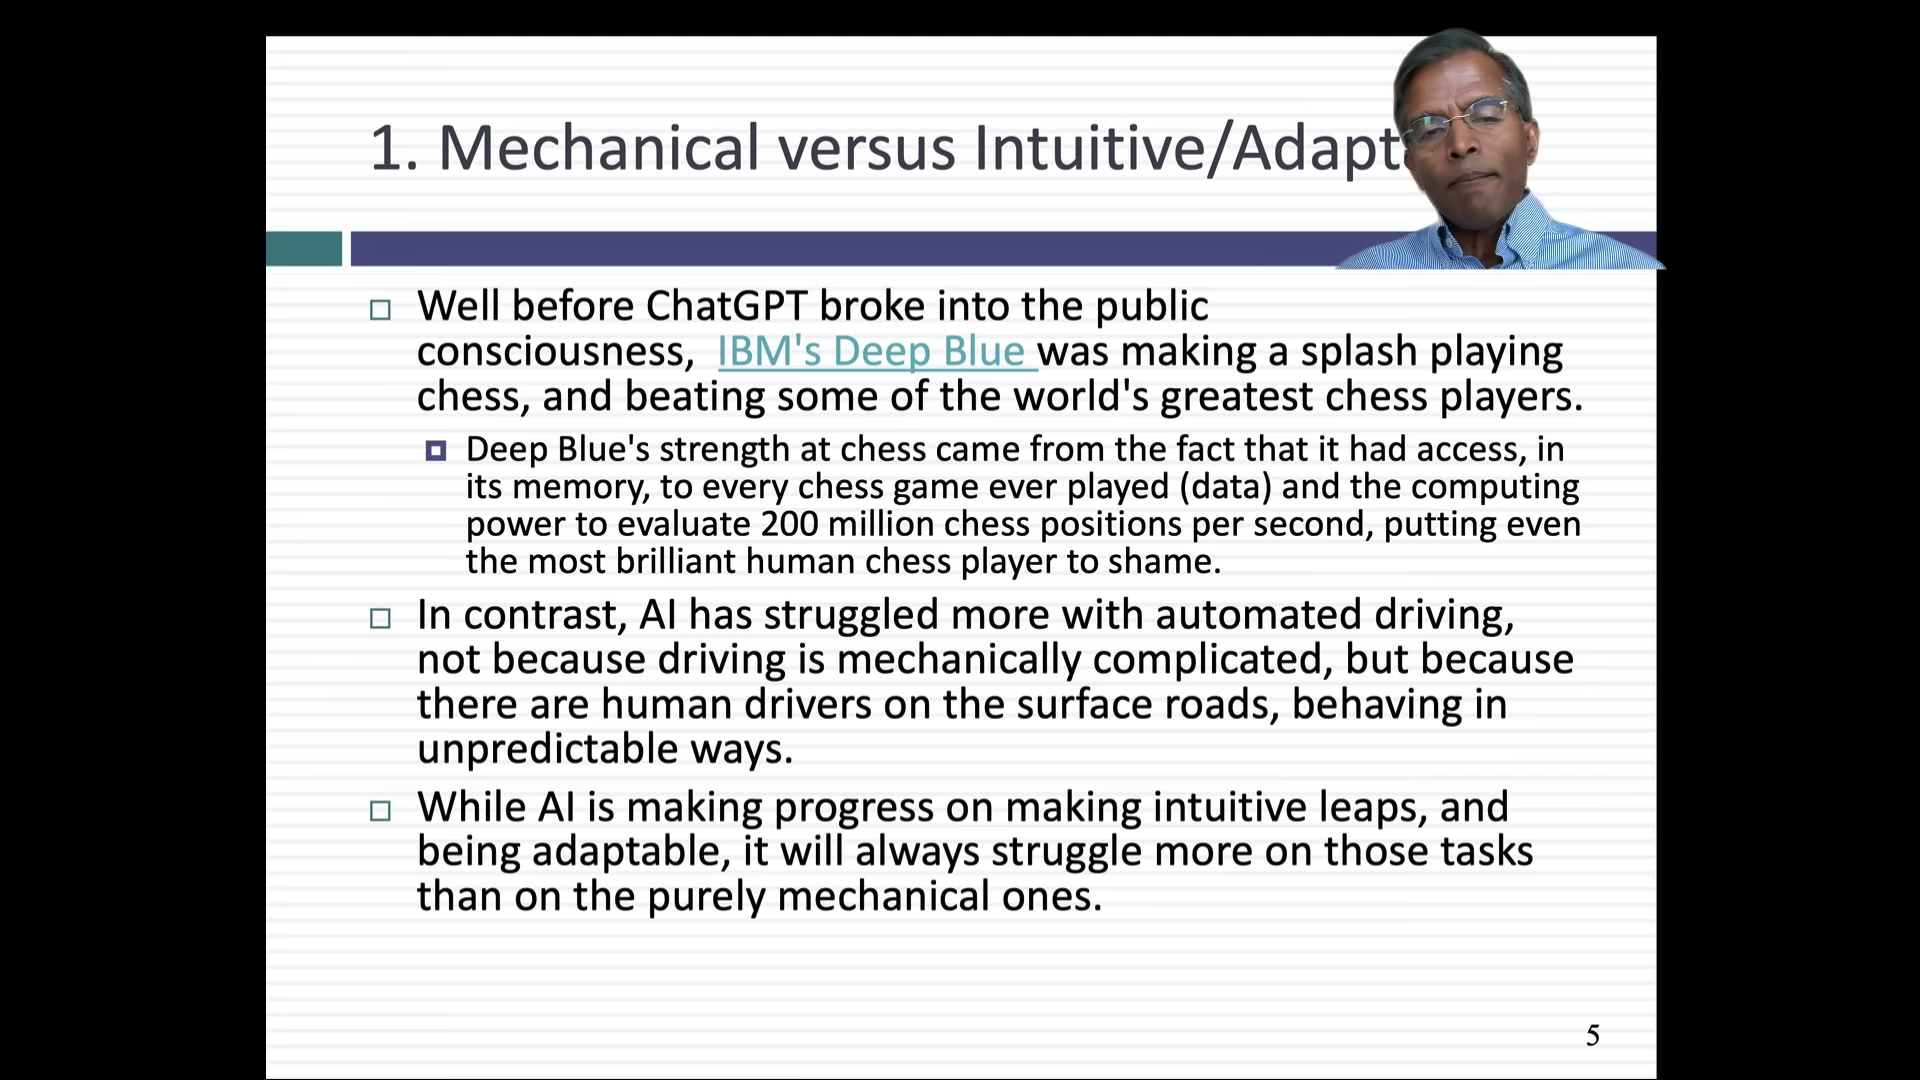 1. Mechanical versus Intuitive/Adapt
Well before ChatGPT broke into the public
consciousness, IBM's Deep Blue was making a splash playing
chess, and beating some of the world's greatest chess players.
Deep Blue's strength at chess came from the fact that it had access, in
its memory, to every chess game ever played (data) and the computing
power to evaluate 200 million chess positions per second, putting even
the most brilliant human chess player to shame.
In contrast, AI has struggled more with automated driving,
not because driving is mechanically complicated, but because
there are human drivers on the surface roads, behaving in
unpredictable ways.
While AI is making progress on making intuitive leaps, and
being adaptable, it will always struggle more on those tasks
than on the purely mechanical ones.
5